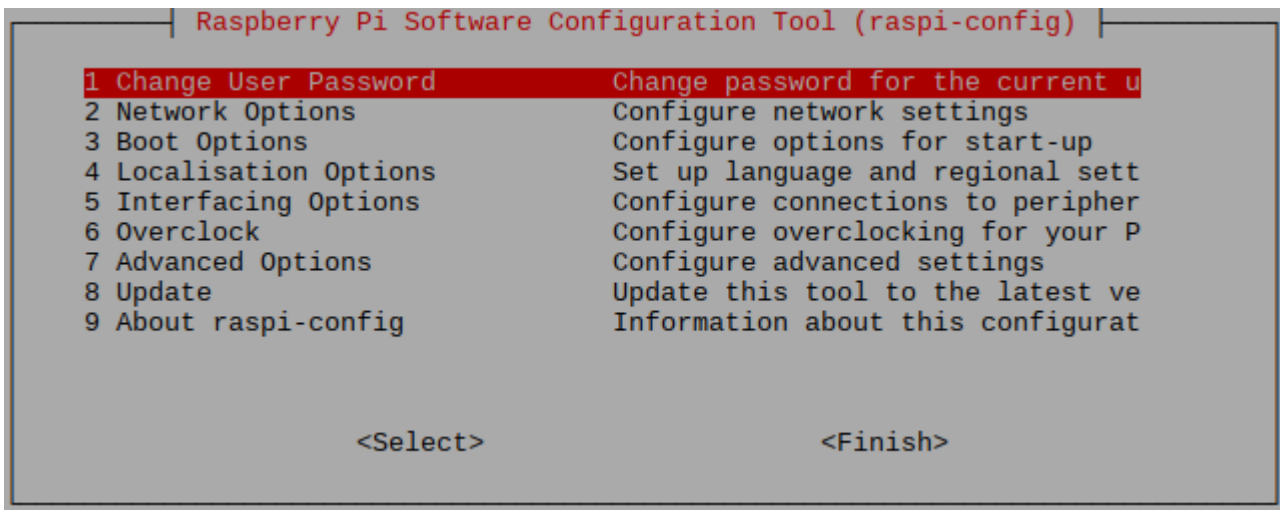 Raspberry Pi Software Configuration Tool (raspi-config)
1 Change User Password Change password for the current u
2 Network Options Configure network settings
3 Boot Options Configure options for start-up
4 Localisation Options Set up language and regional sett
5 Interfacing Options Configure connections to peripher
6 Overclock Configure overclocking for your P
7 Advanced Options Configure advanced settings
8 Update Update this tool to the latest ve
9 About raspi-config Information about this configurat
<Select> <Finish>